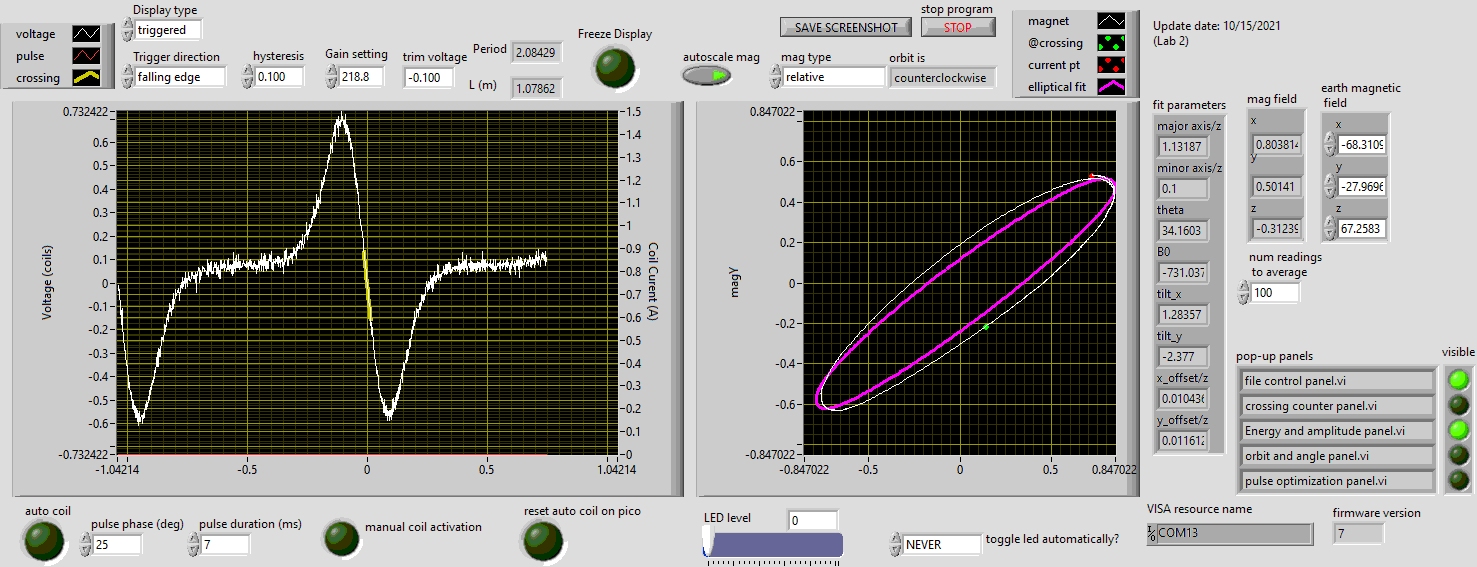 Display type
triggered
voltage
pulse
crossing
Trigger direction
falling edge
hysteresis
0.100
Gain setting
218.8
trim voltage
-0.100
Period
2.08429
L (m)
1.07862
Freeze Display
SAVE SCREENSHOT
stop program
STOP
autoscale mag
mag type
relative
orbit is
counterclockwise
magnet
@crossing
current pt
elliptical fit
Update date: 10/15/2021
(Lab 2)
Voltage (coils)
0.732422
0.6
0.5
0.4
0.3
0.2
0.1
0
-0.1
-0.2
-0.3
-0.4
-0.5
-0.6
-0.732422
-1.04214
-0.5
0
0.5
1.04214
1.5
1.4
1.3
1.2
1.1
1
0.9
0.8
0.7
0.6
0.5
0.4
0.3
0.2
0.1
0
Coil Current (A)
magy
0.847022
0.6
0.4
0.2
0
-0.2
-0.4
-0.6
-0.847022
-0.847022
-0.5
0
0.5
0.847022
fit parameters
major axis/z
1.13187
minor axis/z
0.1
theta
34.1603
B0
-731.037
tilt_x
1.28357
tilt_y
-2.377
x_offset/z
0.01043
y_offset/z
0.01161
mag field
x
0.803814
y
0.50141
z
-0.31239
earth magnetic
field
x
-68.3109
y
-27.9696
z
67.2583
num readings
to average
100
pop-up panels
visible
file control panel.vi
crossing counter panel.vi
Energy and amplitude panel.vi
orbit and angle panel.vi
pulse optimization panel.vi
auto coil
pulse phase (deg)
25
pulse duration (ms)
7
manual coil activation
reset auto coil on pico
LED level
0
NEVER
toggle led automatically?
VISA resource name
COM13
firmware version
7